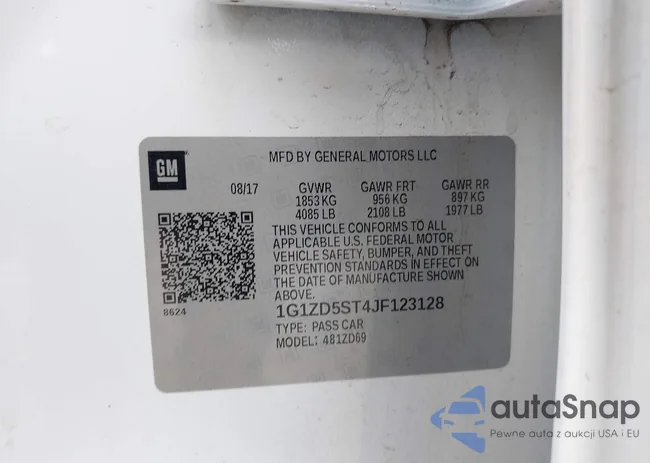 GM
MFD BY GENERAL MOTORS LLC
08/17 GVWR GAWR FRT GAWR RR
1853 KG 956 KG 897 KG
4085 LB 2108 LB 1977 LB
THIS VEHICLE CONFORMS TO ALL
APPLICABLE U.S. FEDERAL MOTOR
VEHICLE SAFETY, BUMPER, AND THEFT
PREVENTION STANDARDS IN EFFECT ON
THE DATE OF MANUFACTURE SHOWN
ABOVE.
8624
1G1ZD5ST4JF123128
TYPE: PASS CAR
MODEL: 481ZD69
autoSnap
Pewne auta z aukcji USA i EU